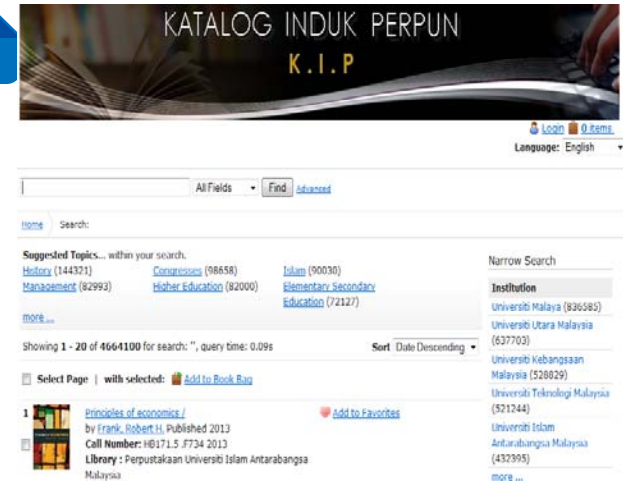 KATALOG INDUK PERPUN
K.I.P
Login 0 items
Language: English
All Fields Find Advanced
Home Search:
Suggested Topics... within your search.
History (144321) Congresses (98658) Islam (90030)
Management (82993) Higher Education (82000) Elementary Secondary
Education (72127)
more ...
Showing 1 - 20 of 4664100 for search: '', query time: 0.09s Sort Date Descending
Select Page | with selected: Add to Book Bag
1 Principles of economics / Add to Favorites
by Frank, Robert H. Published 2013
Call Number: HB171.5 .F734 2013
Library : Perpustakaan Universiti Islam Antarabangsa
Malaysia
Narrow Search
Institution
Universiti Malaya (836585)
Universiti Utara Malaysia
(637703)
Universiti Kebangsaan
Malaysia (528829)
Universiti Teknologi Malaysia
(521244)
Universiti Islam
Antarabangsa Malaysia
(432395)
more ...